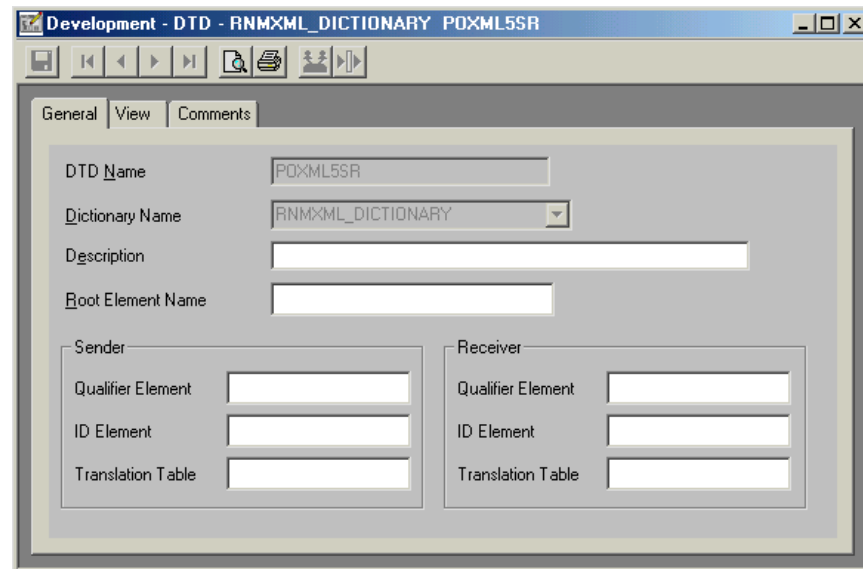 Development - DTD - RNMXML_DICTIONARY POXML5SR
General View Comments
DTD Name POXML5SR
Dictionary Name RNMXML_DICTIONARY
Description
Root Element Name
Sender Receiver
Qualifier Element Qualifier Element
ID Element ID Element
Translation Table Translation Table